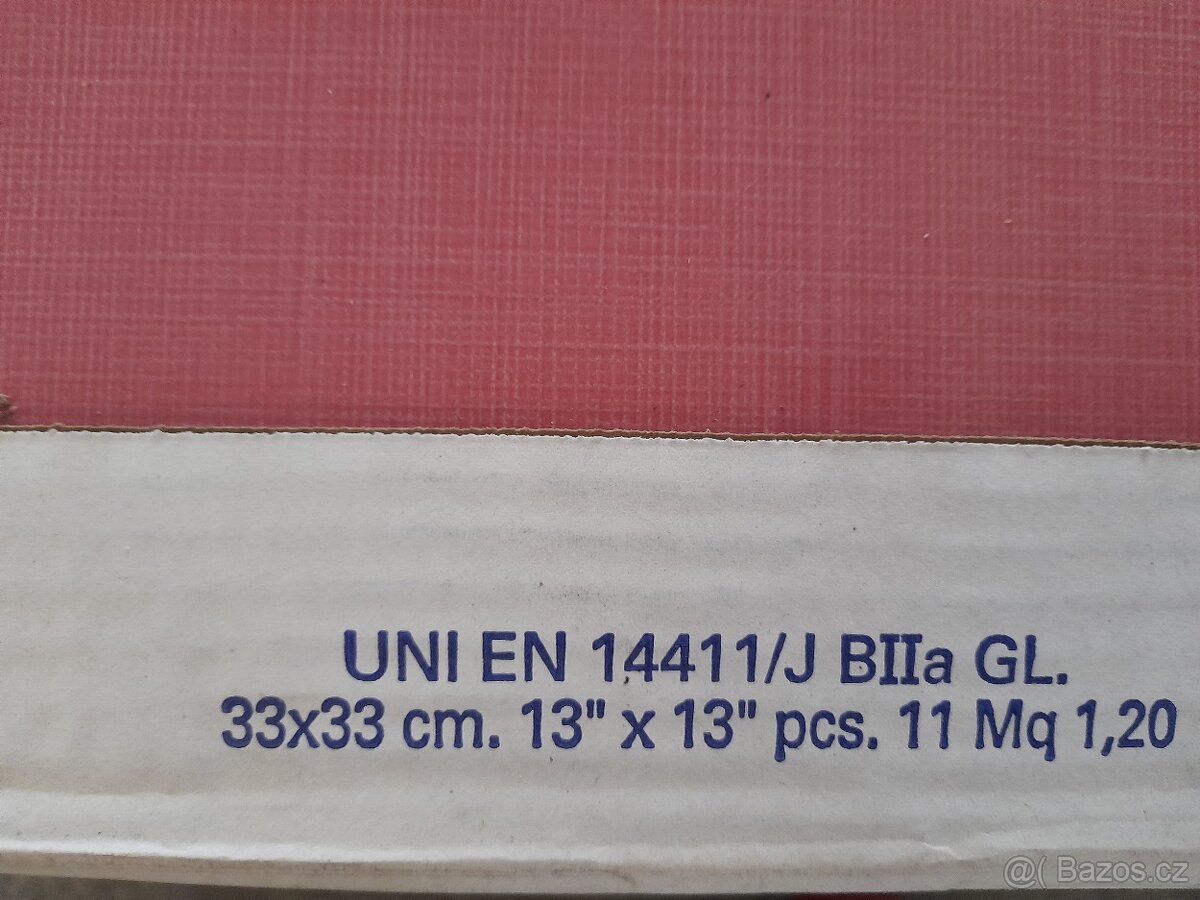 UNI EN 14411/J BIIa GL.
33x33 cm. 13" x 13" pcs. 11 Mq 1,20
@( Bazos.cz